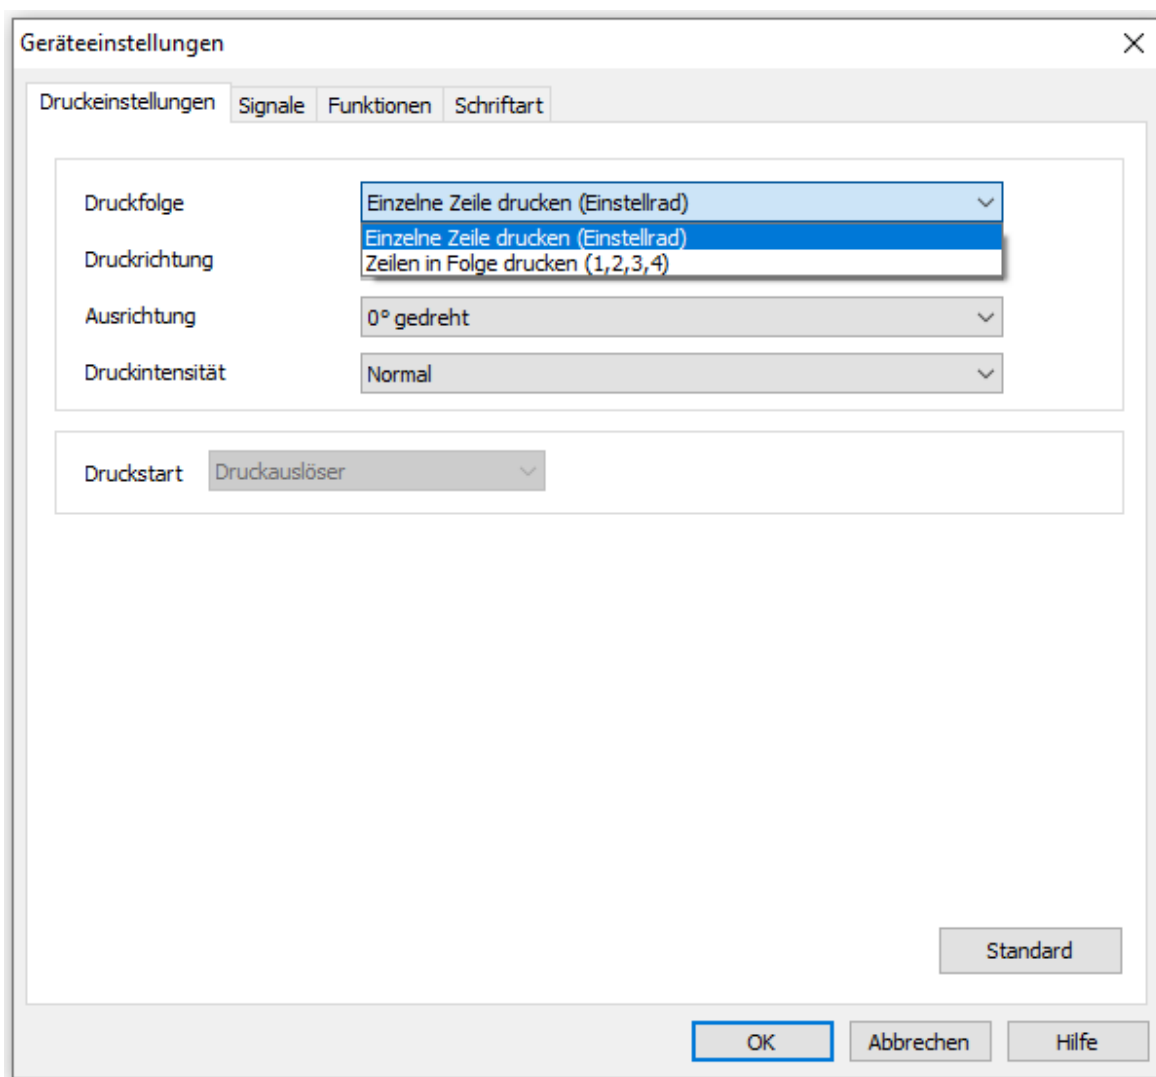 Geräteeinstellungen
Druckeinstellungen Signale Funktionen Schriftart
Druckfolge Einzelne Zeile drucken (Einstellrad)
Einzelne Zeile drucken (Einstellrad)
Druckrichtung Zeilen in Folge drucken (1,2,3,4)
Ausrichtung 0° gedreht
Druckintensität Normal
Druckstart Druckauslöser
Standard
OK Abbrechen Hilfe